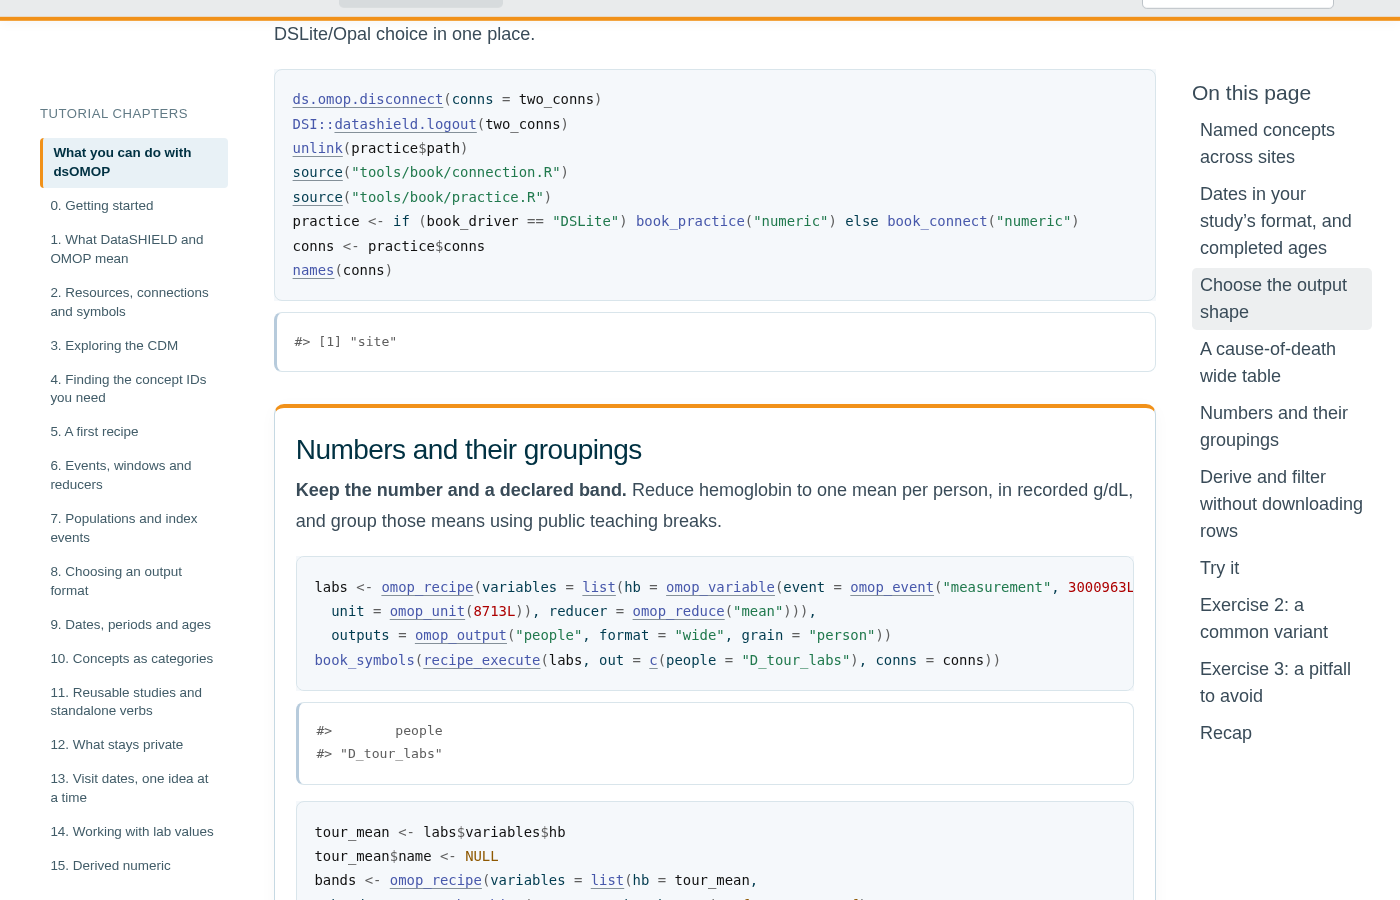 DSLite/Opal choice in one place.
TUTORIAL CHAPTERS
What you can do with
dsOMOP
0. Getting started
1. What DataSHIELD and
OMOP mean
2. Resources, connections
and symbols
3. Exploring the CDM
4. Finding the concept IDs
you need
5. A first recipe
6. Events, windows and
reducers
7. Populations and index
events
8. Choosing an output
format
9. Dates, periods and ages
10. Concepts as categories
11. Reusable studies and
standalone verbs
12. What stays private
13. Visit dates, one idea at
a time
14. Working with lab values
15. Derived numeric
ds.omop.disconnect(conns = two_conns)
DSI::datashield.logout(two_conns)
unlink(practice$path)
source("tools/book/connection.R")
source("tools/book/practice.R")
practice <- if (book_driver == "DSLite") book_practice("numeric") else book_connect("numeric")
conns <- practice$conns
names(conns)
#> [1] "site"
Numbers and their groupings
Keep the number and a declared band. Reduce hemoglobin to one mean per person, in recorded g/dL,
and group those means using public teaching breaks.
labs <- omop_recipe(variables = list(hb = omop_variable(event = omop_event("measurement", 3000963L
  unit = omop_unit(8713L)), reducer = omop_reduce("mean"))),
  outputs = omop_output("people", format = "wide", grain = "person"))
book_symbols(recipe_execute(labs, out = c(people = "D_tour_labs"), conns = conns))
#>        people
#> "D_tour_labs"
tour_mean <- labs$variables$hb
tour_mean$name <- NULL
bands <- omop_recipe(variables = list(hb = tour_mean,
On this page
Named concepts
across sites
Dates in your
study’s format, and
completed ages
Choose the output
shape
A cause-of-death
wide table
Numbers and their
groupings
Derive and filter
without downloading
rows
Try it
Exercise 2: a
common variant
Exercise 3: a pitfall
to avoid
Recap